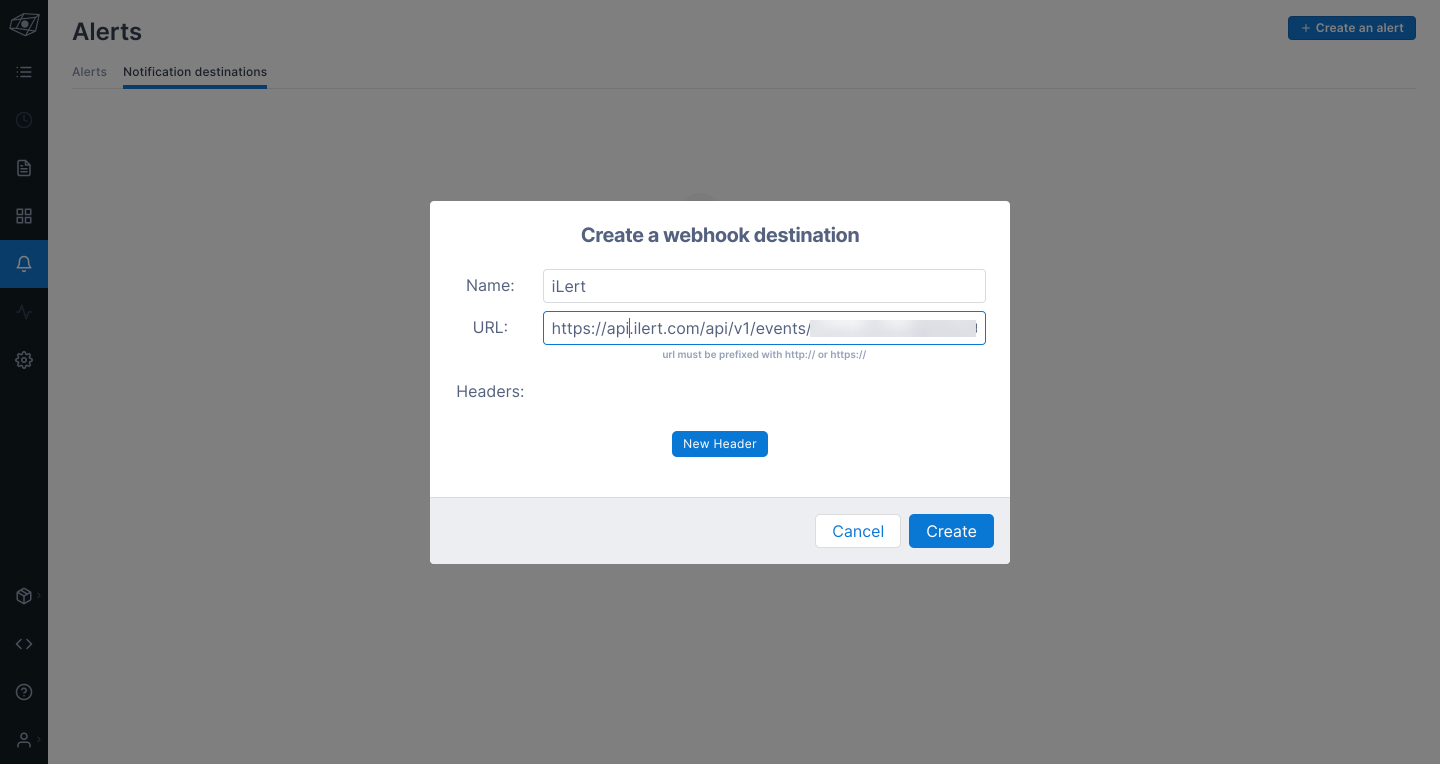 Alerts
+ Create an alert
Alerts
Notification destinations
Create a webhook destination
Name:
iLert
URL:
https://api.ilert.com/api/v1/events/
url must be prefixed with http:// or https://
Headers:
New Header
Cancel
Create